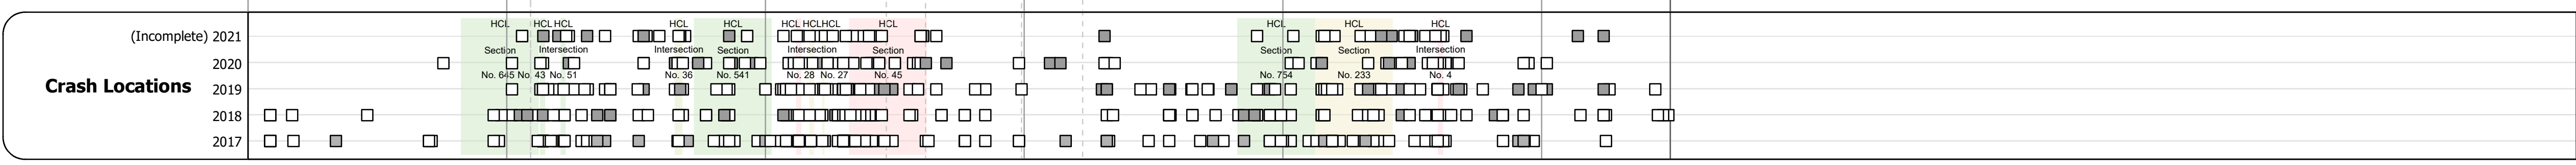 HCL HCL HCL HCL HCL HCL HCL HCL HCL HCL HCL HCL
(Incomplete) 2021
Section Intersection Intersection Section Intersection Section Section Section Intersection
2020
No. 645 No. 43 No. 51 No. 36 No. 541 No. 28 No. 27 No. 45 No. 754 No. 233 No. 4
Crash Locations
2019
2018
2017